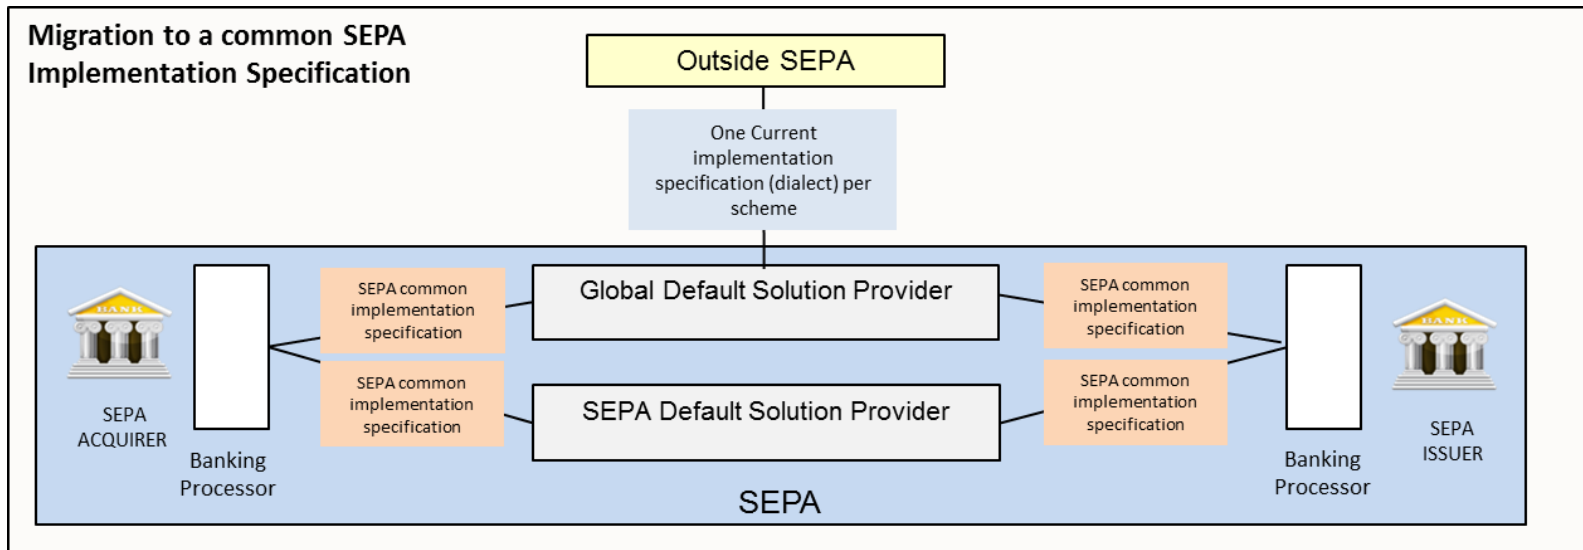 Migration to a common SEPA
Implementation Specification
Outside SEPA
One Current
implementation
specification (dialect) per
scheme
SEPA common
implementation
specification
Global Default Solution Provider
SEPA common
implementation
specification
BANK
SEPA
ACQUIRER
Banking
Processor
SEPA common
implementation
specification
SEPA Default Solution Provider
SEPA common
implementation
specification
BANK
SEPA
ISSUER
Banking
Processor
SEPA